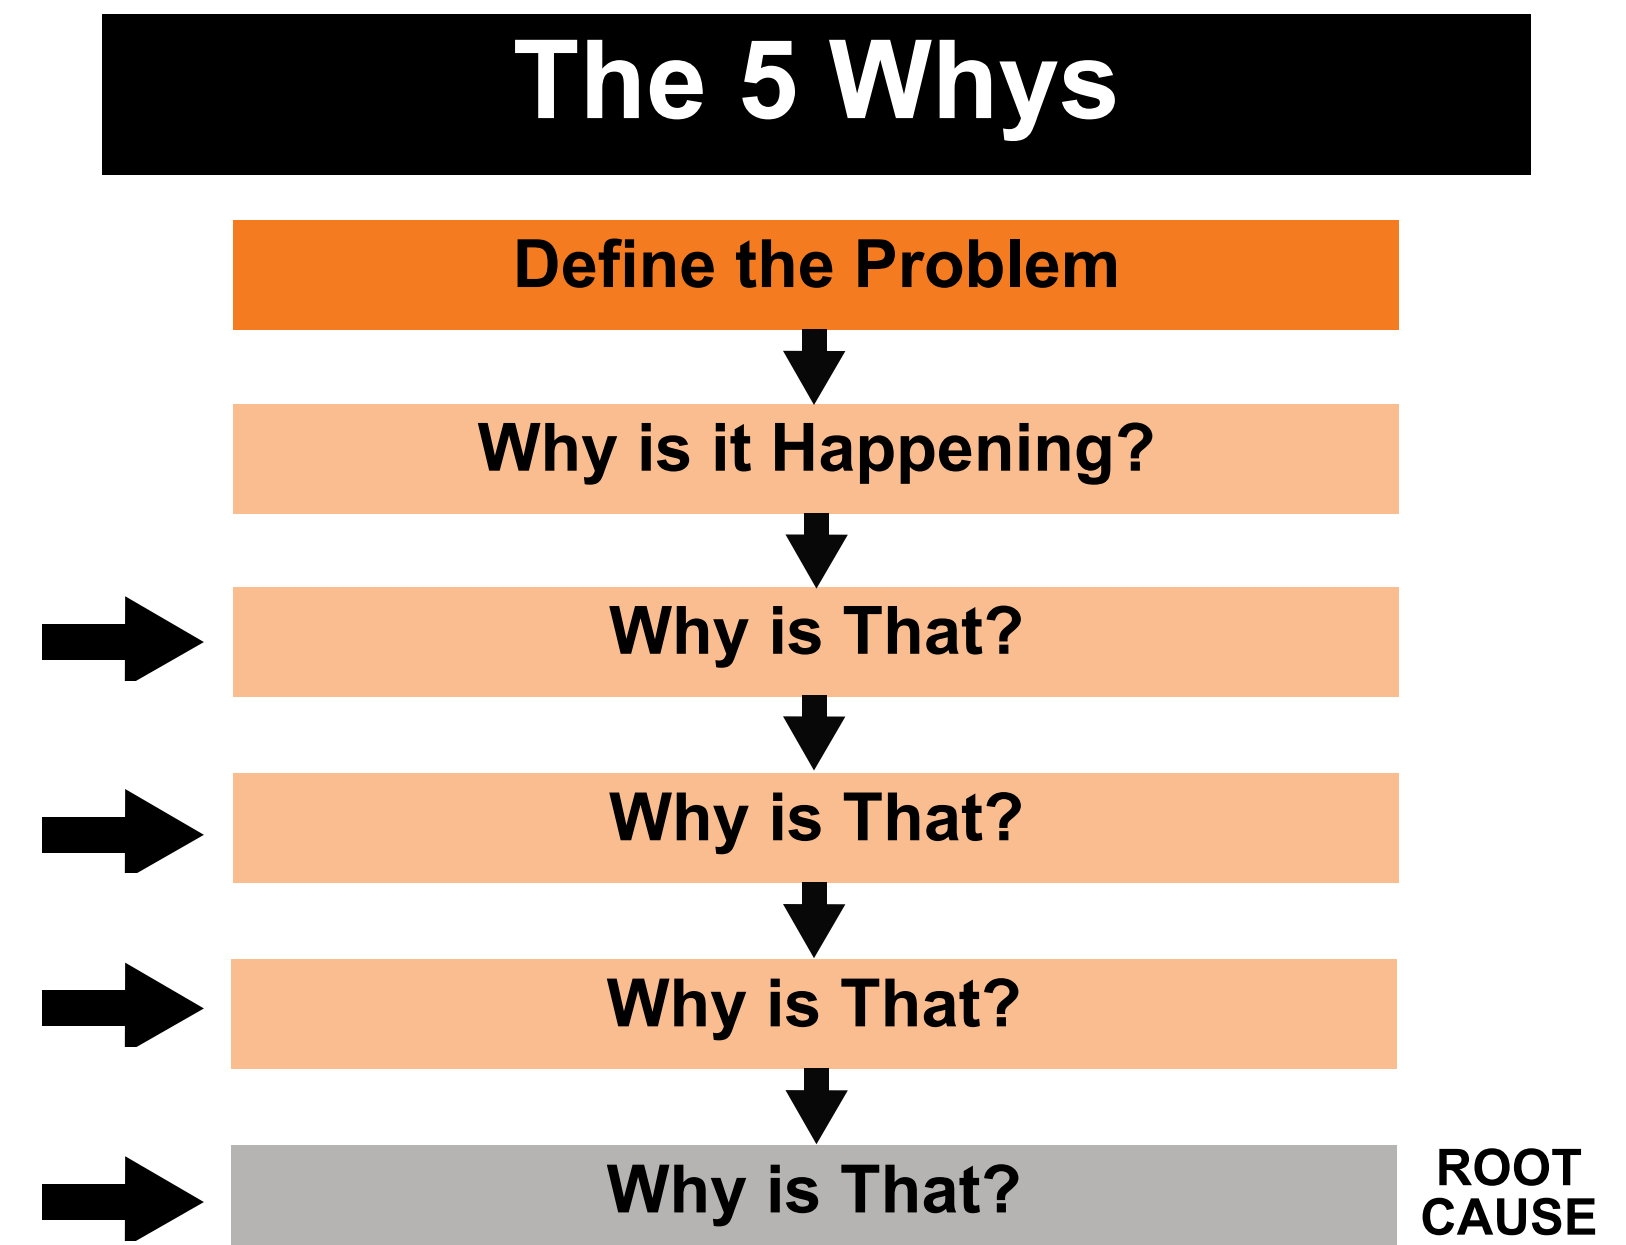 The 5 Whys
Define the Problem
Why is it Happening?
Why is That?
Why is That?
Why is That?
Why is That?
ROOT
CAUSE